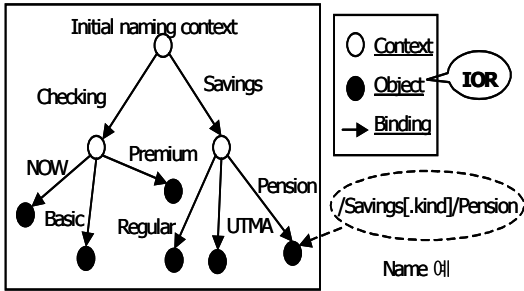 Initial naming context
Savings
Checking
NOW
Premium
Basic
Regular
UTMA
Pension
Context
Object
Binding
IOR
/Savings[.kind]/Pension
Name 예